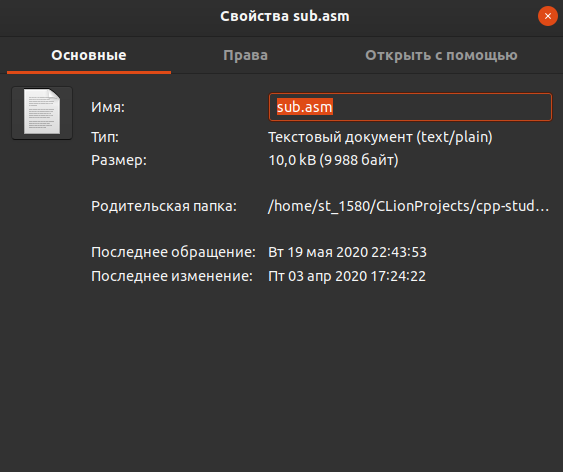 Свойства sub.asm
Основные Права Открыть с помощью
Имя: sub.asm
Тип: Текстовый документ (text/plain)
Размер: 10,0 kB (9 988 байт)
Родительская папка: /home/st_1580/CLionProjects/cpp-stud…
Последнее обращение: Вт 19 мая 2020 22:43:53
Последнее изменение: Пт 03 апр 2020 17:24:22